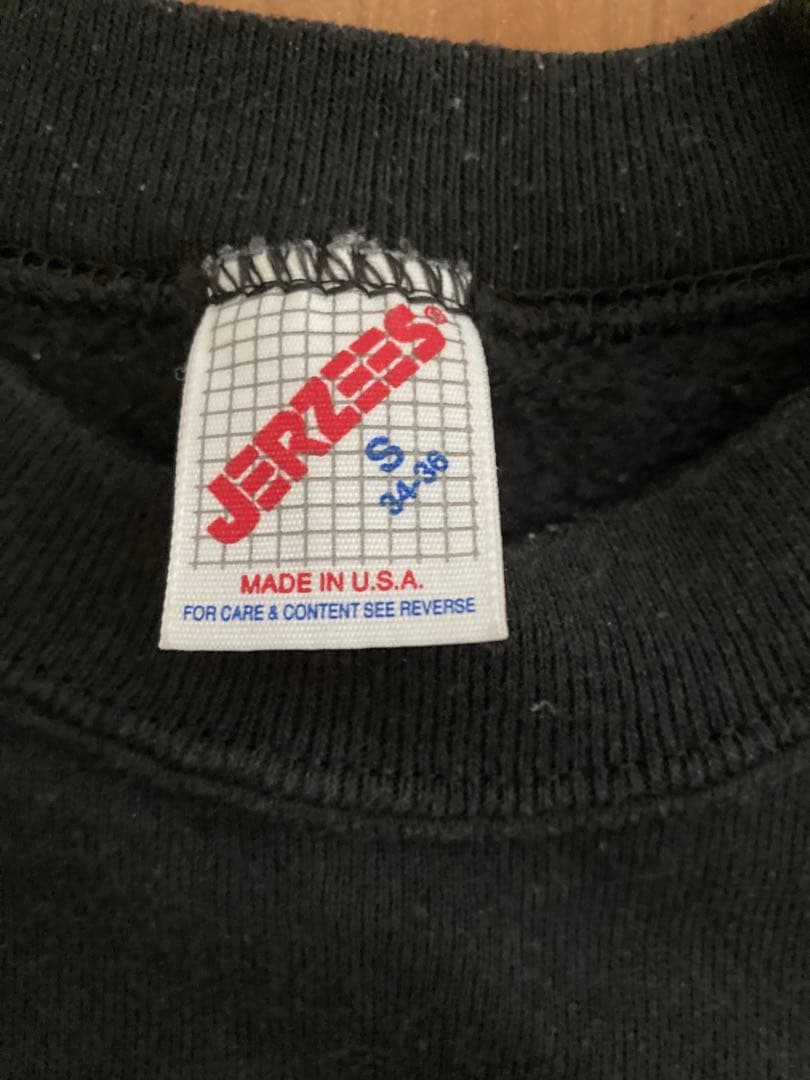 JERZEES®
S
34-36
MADE IN U.S.A.
FOR CARE & CONTENT SEE REVERSE